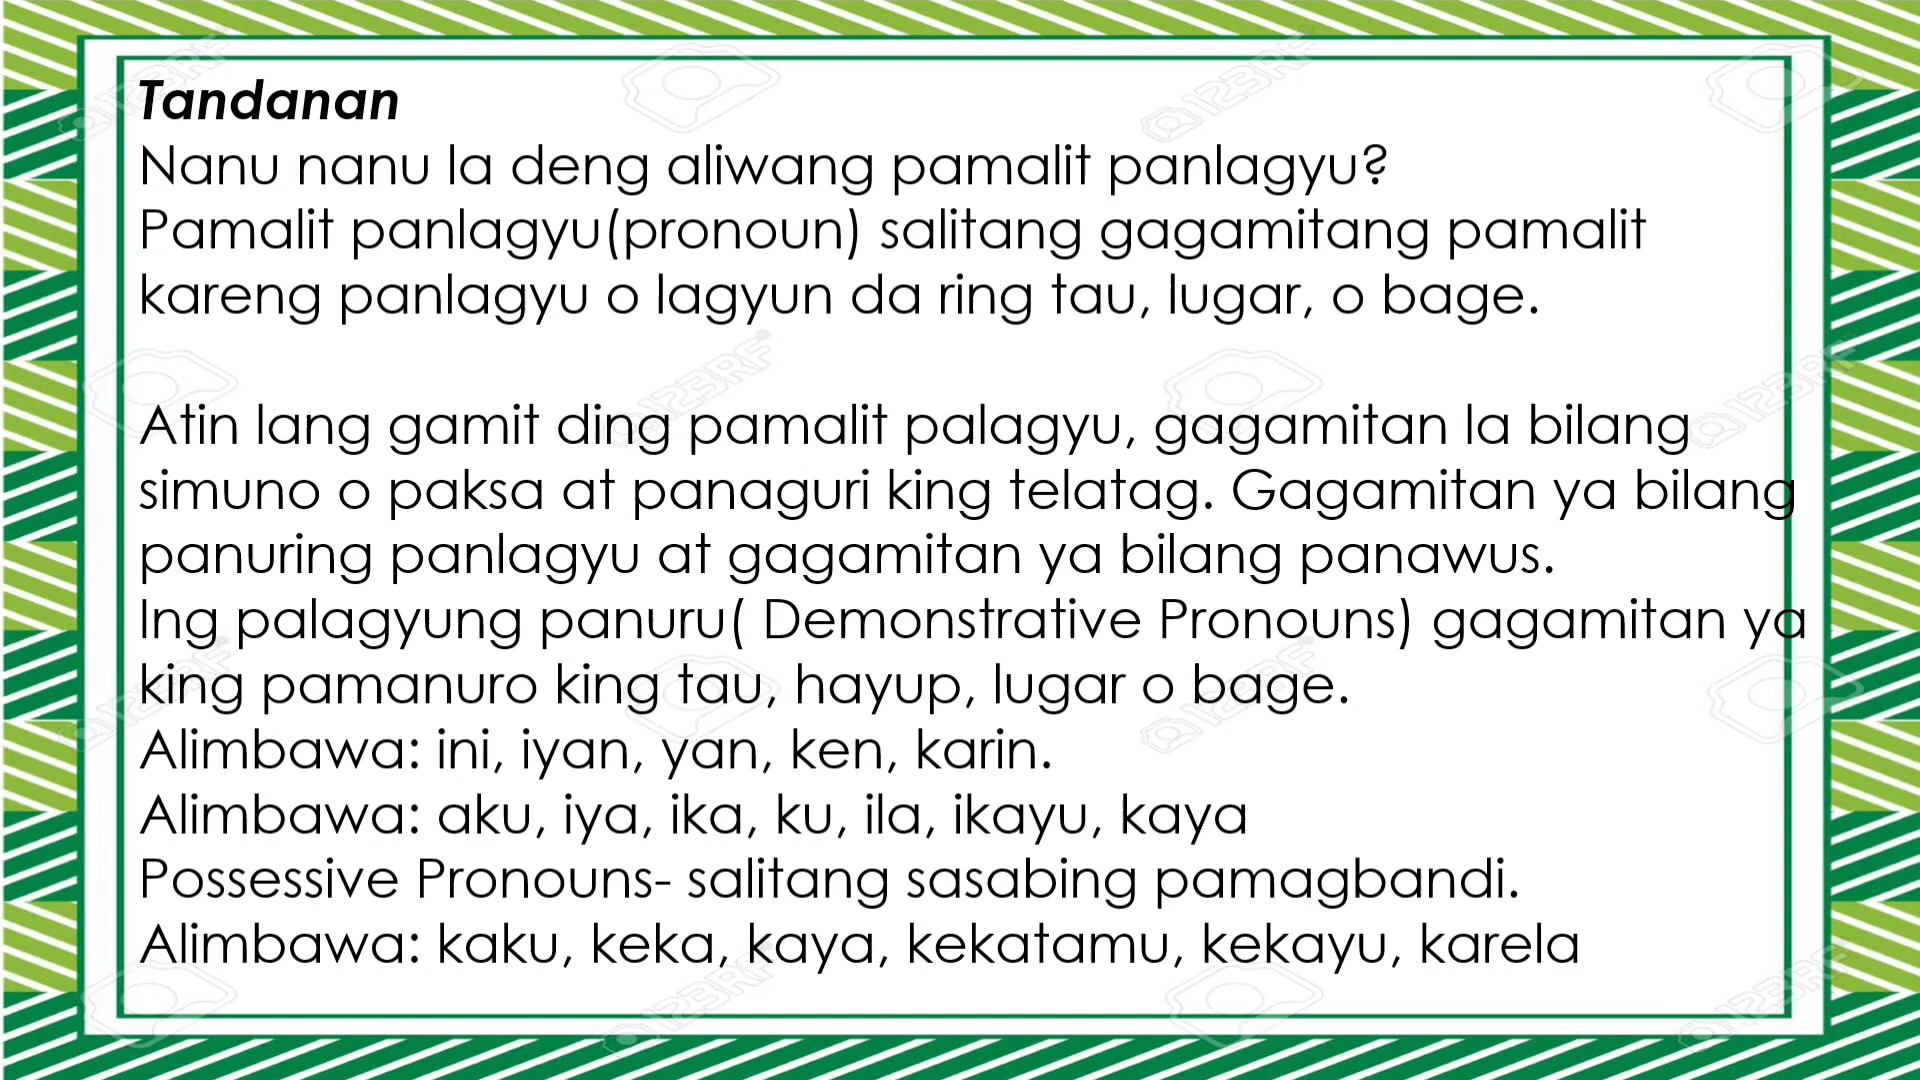 Tandanan
Nanu nanu la deng aliwang pamalit panlagyu?
Pamalit panlagyu(pronoun) salitang gagamitang pamalit
kareng panlagyu o lagyun da ring tau, lugar, o bage.
Atin lang gamit ding pamalit palagyu, gagamitan la bilang
simuno o paksa at panaguri king telatag. Gagamitan ya bilang
panuring panlagyu at gagamitan ya bilang panawus.
Ing palagyung panuru( Demonstrative Pronouns) gagamitan ya
king pamanuro king tau, hayup, lugar o bage.
Alimbawa: ini, iyan, yan, ken, karin.
Alimbawa: aku, iya, ika, ku, ila, ikayu, kaya
Possessive Pronouns- salitang sasabing pamagbandi.
Alimbawa: kaku, keka, kaya, kekatamu, kekayu, karela